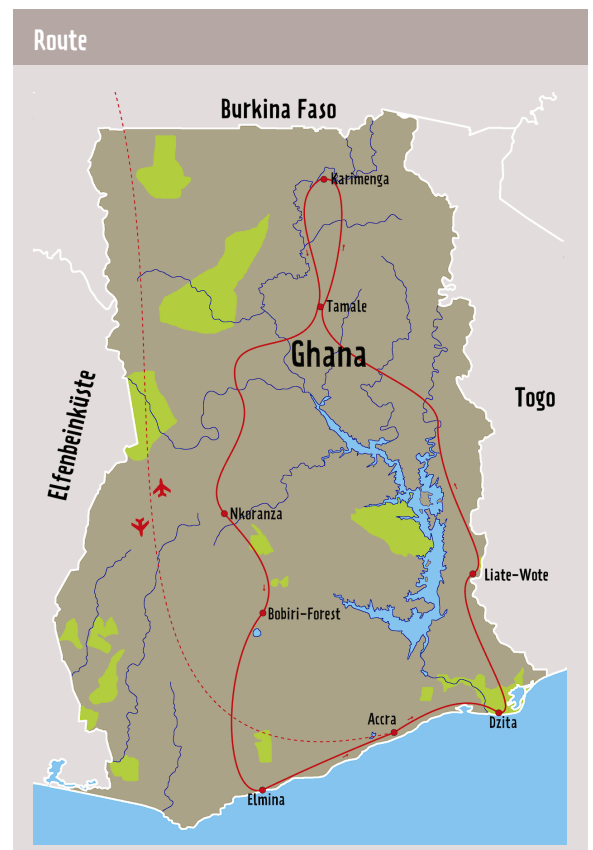 Route
Burkina Faso
Karimenga
Tamale
Ghana
Elfenbeinküste
Togo
Nkoranza
Liate-Wote
Bobiri-Forest
Accra
Dzita
Elmina